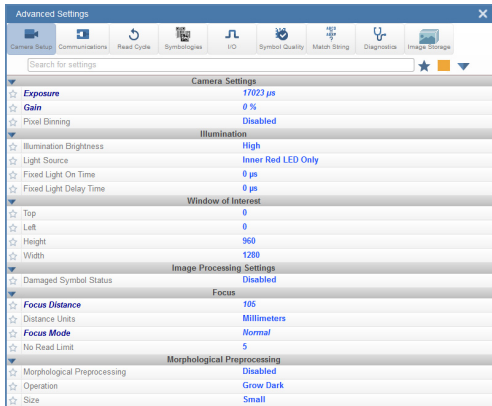 Advanced Settings
Camera Setup Communications Read Cycle Symbologies I/O Symbol Quality Match String Diagnostics Image Storage
Search for settings
Camera Settings
Exposure 17023 µs
Gain 0 %
Pixel Binning Disabled
Illumination
Illumination Brightness High
Light Source Inner Red LED Only
Fixed Light On Time 0 µs
Fixed Light Delay Time 0 µs
Window of Interest
Top 0
Left 0
Height 960
Width 1280
Image Processing Settings
Damaged Symbol Status Disabled
Focus
Focus Distance 105
Distance Units Millimeters
Focus Mode Normal
No Read Limit 5
Morphological Preprocessing
Morphological Preprocessing Disabled
Operation Grow Dark
Size Small